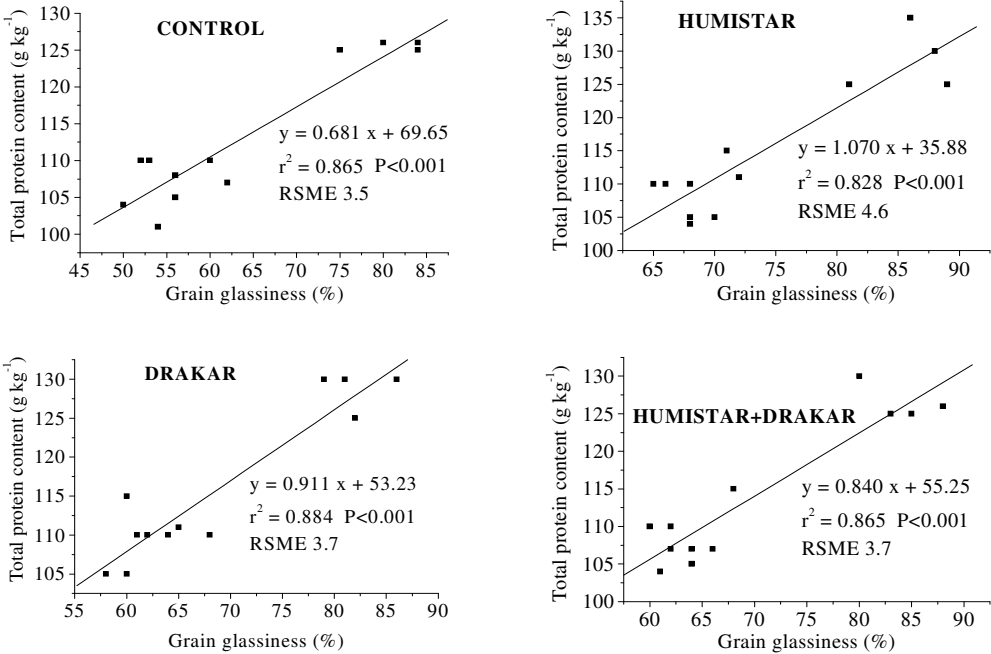 CONTROL
Total protein content (g kg⁻¹)
130
125
120
115
110
105
100
y = 0.681 x + 69.65
r² = 0.865 P<0.001
RSME 3.5
45 50 55 60 65 70 75 80 85
Grain glassiness (%)
HUMISTAR
Total protein content (g kg⁻¹)
135
130
125
120
115
110
105
100
y = 1.070 x + 35.88
r² = 0.828 P<0.001
RSME 4.6
65 70 75 80 85 90
Grain glassiness (%)
DRAKAR
Total protein content (g kg⁻¹)
130
125
120
115
110
105
y = 0.911 x + 53.23
r² = 0.884 P<0.001
RSME 3.7
55 60 65 70 75 80 85 90
Grain glassiness (%)
HUMISTAR+DRAKAR
Total protein content (g kg⁻¹)
130
125
120
115
110
105
100
y = 0.840 x + 55.25
r² = 0.865 P<0.001
RSME 3.7
60 65 70 75 80 85 90
Grain glassiness (%)